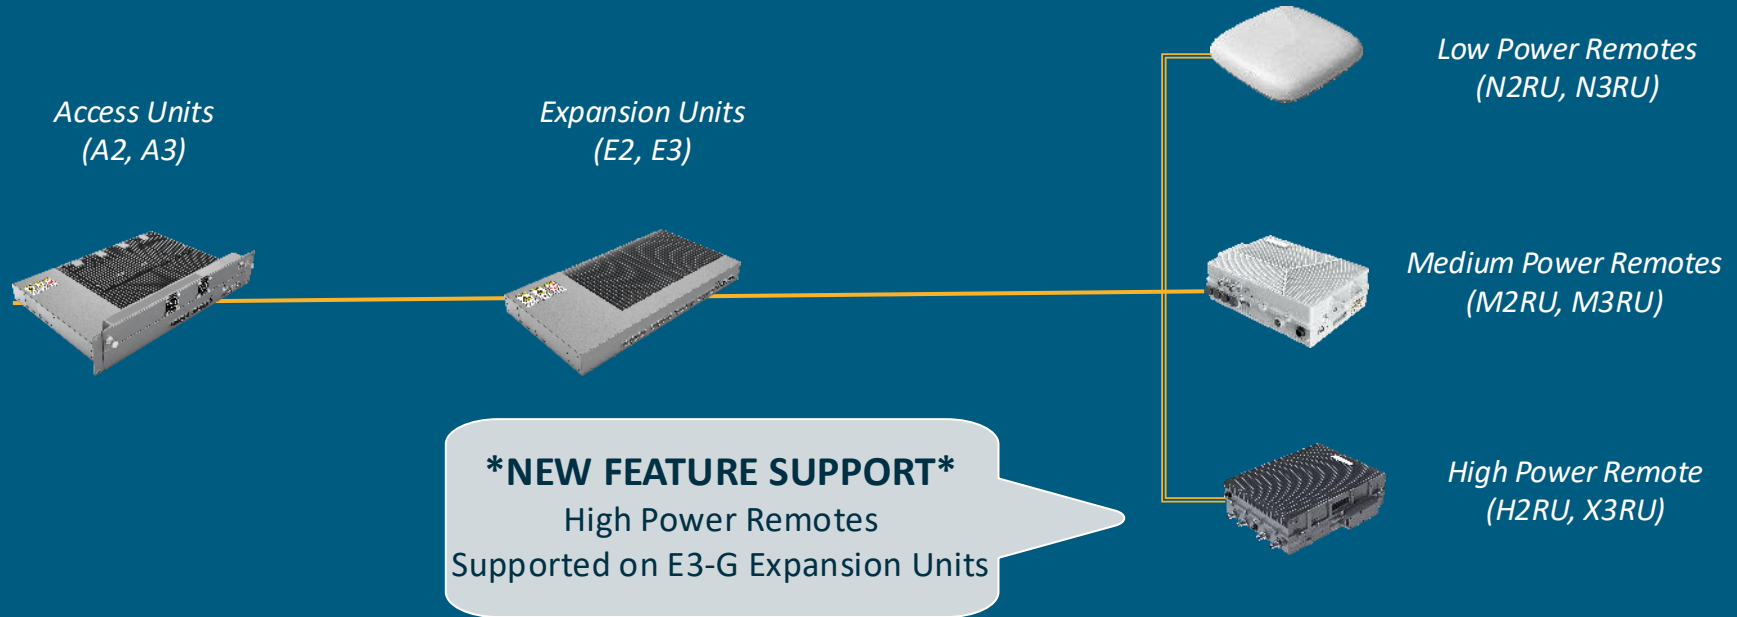 Access Units
(A2, A3)
Expansion Units
(E2, E3)
Low Power Remotes
(N2RU, N3RU)
Medium Power Remotes
(M2RU, M3RU)
*NEW FEATURE SUPPORT*
High Power Remotes
Supported on E3-G Expansion Units
High Power Remote
(H2RU, X3RU)